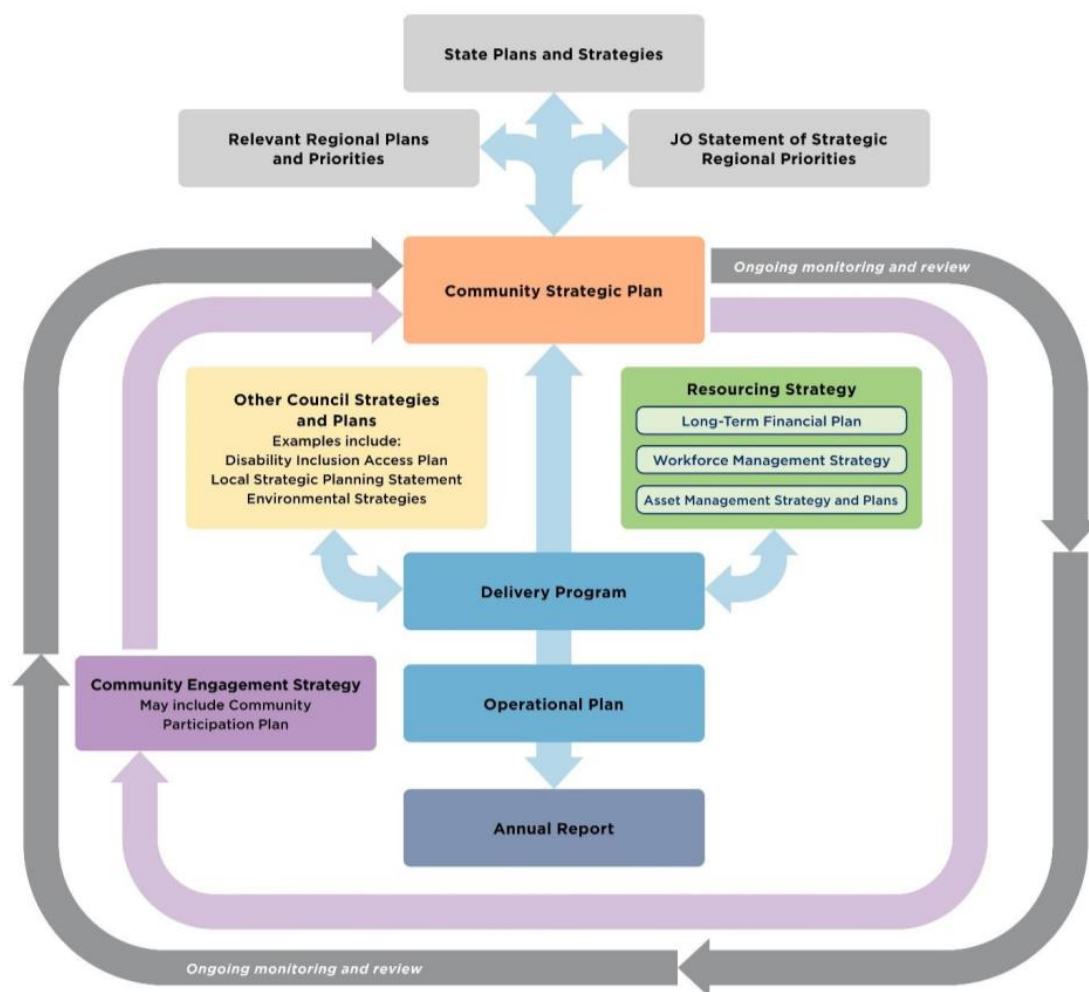 State Plans and Strategies
Relevant Regional Plans
and Priorities
JO Statement of Strategic
Regional Priorities
Community Strategic Plan
Ongoing monitoring and review
Other Council Strategies
and Plans
Examples include:
Disability Inclusion Access Plan
Local Strategic Planning Statement
Environmental Strategies
Resourcing Strategy
Long-Term Financial Plan
Workforce Management Strategy
Asset Management Strategy and Plans
Delivery Program
Community Engagement Strategy
May include Community
Participation Plan
Operational Plan
Annual Report
Ongoing monitoring and review